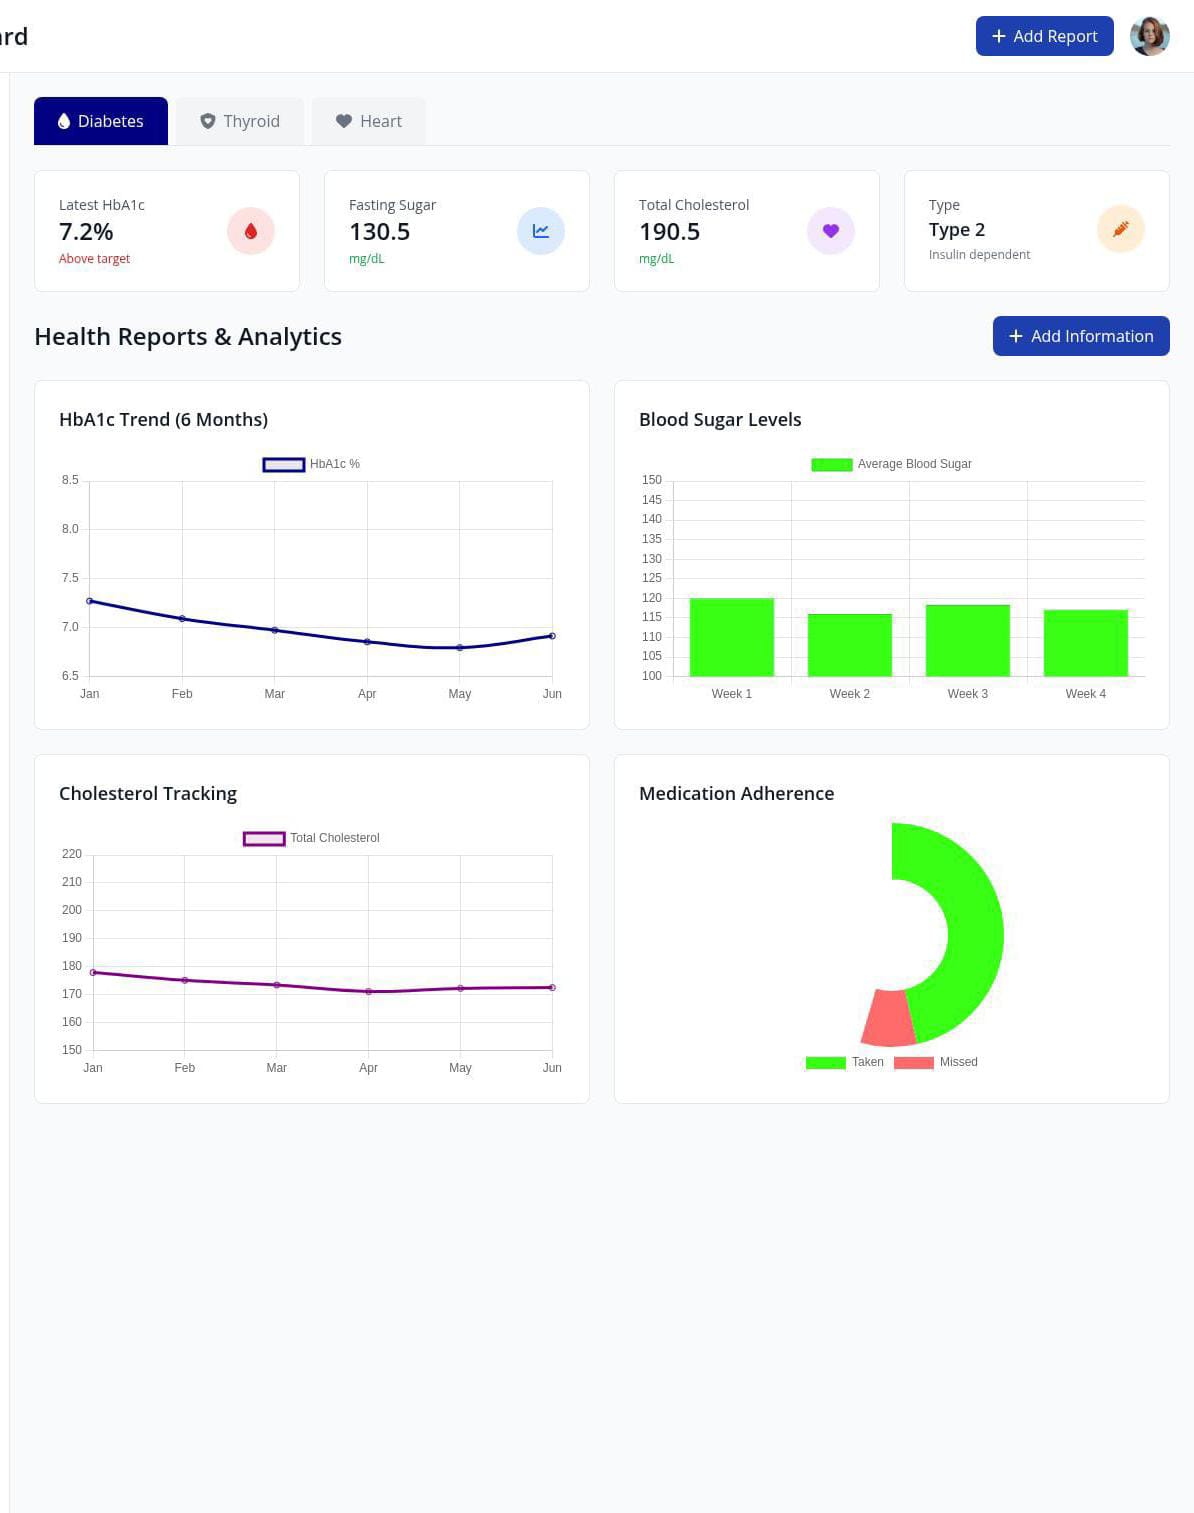 ard
Add Report
Diabetes
Thyroid
Heart
Latest HbA1c
7.2%
Above target
Fasting Sugar
130.5
mg/dL
Total Cholesterol
190.5
mg/dL
Type
Type 2
Insulin dependent
Health Reports & Analytics
Add Information
HbA1c Trend (6 Months)
HbA1c %
8.5
8.0
7.5
7.0
6.5
Jan Feb Mar Apr May Jun
Blood Sugar Levels
Average Blood Sugar
150
145
140
135
130
125
120
115
110
105
100
Week 1 Week 2 Week 3 Week 4
Cholesterol Tracking
Total Cholesterol
220
210
200
190
180
170
160
150
Jan Feb Mar Apr May Jun
Medication Adherence
Taken Missed